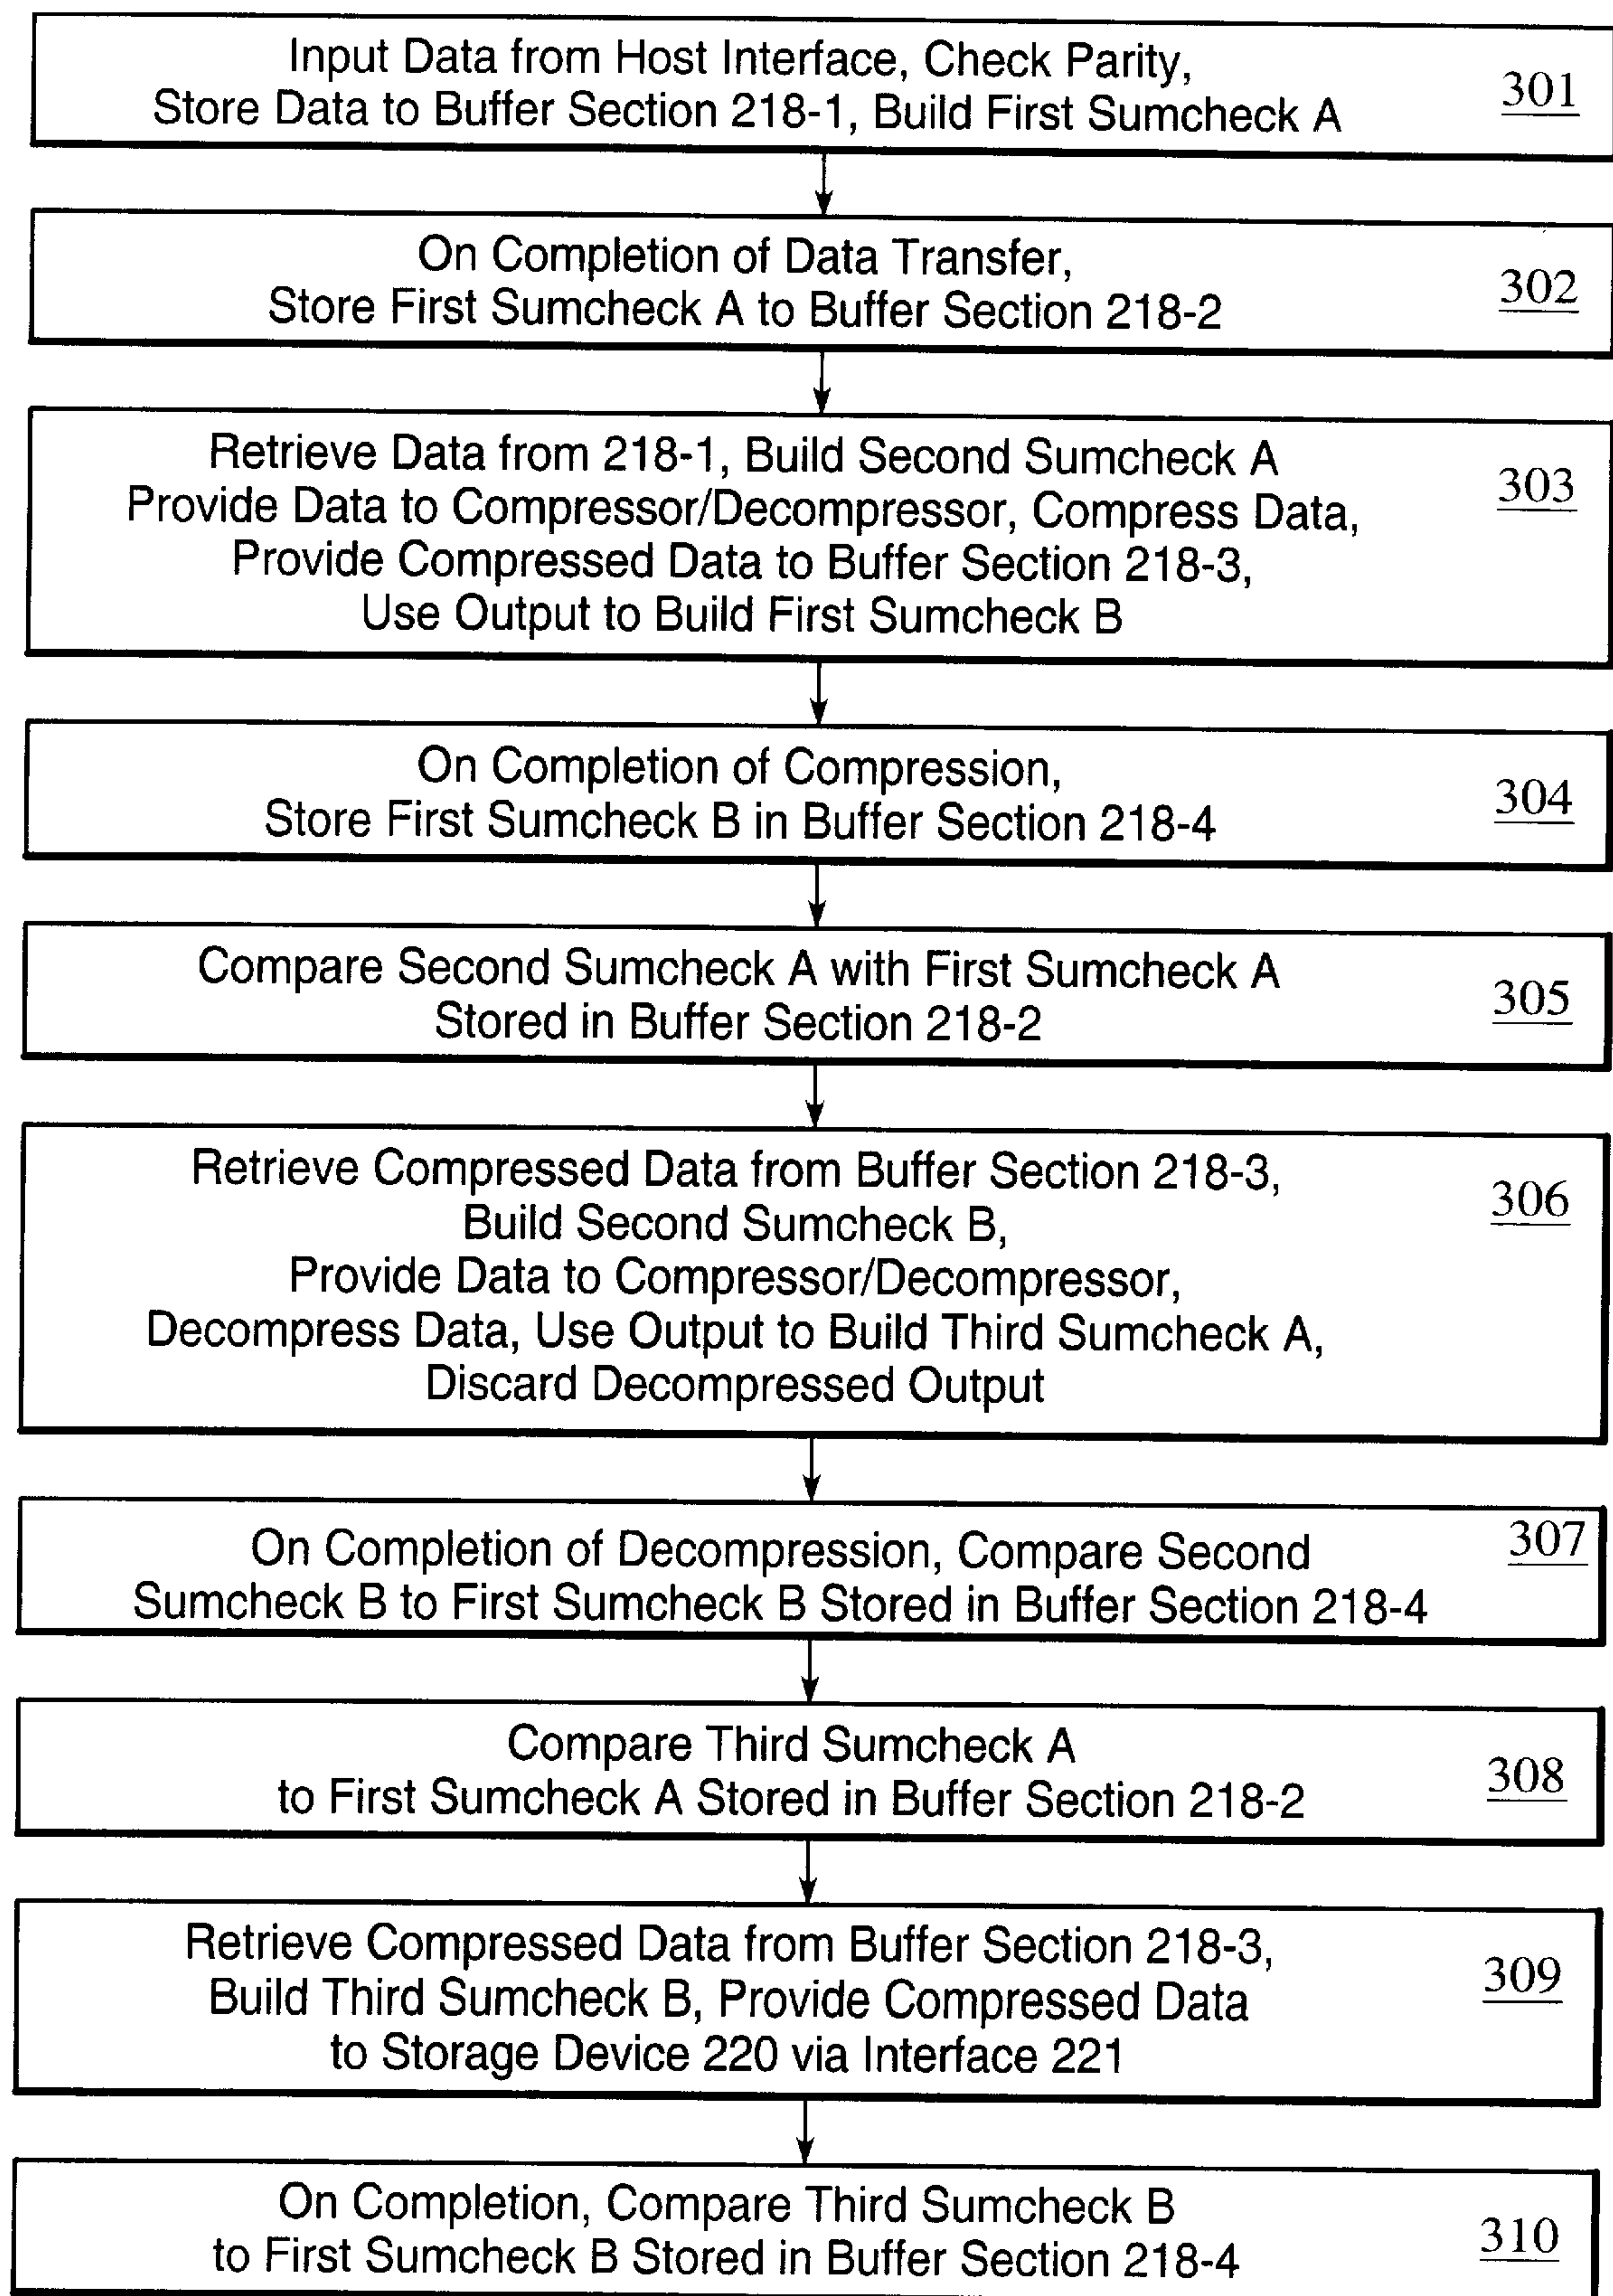 Input Data from Host Interface, Check Parity,
Store Data to Buffer Section 218-1, Build First Sumcheck A
301
On Completion of Data Transfer,
Store First Sumcheck A to Buffer Section 218-2
302
Retrieve Data from 218-1, Build Second Sumcheck A
Provide Data to Compressor/Decompressor, Compress Data,
Provide Compressed Data to Buffer Section 218-3,
Use Output to Build First Sumcheck B
303
On Completion of Compression,
Store First Sumcheck B in Buffer Section 218-4
304
Compare Second Sumcheck A with First Sumcheck A
Stored in Buffer Section 218-2
305
Retrieve Compressed Data from Buffer Section 218-3,
Build Second Sumcheck B,
Provide Data to Compressor/Decompressor,
Decompress Data, Use Output to Build Third Sumcheck A,
Discard Decompressed Output
306
On Completion of Decompression, Compare Second
Sumcheck B to First Sumcheck B Stored in Buffer Section 218-4
307
Compare Third Sumcheck A
to First Sumcheck A Stored in Buffer Section 218-2
308
Retrieve Compressed Data from Buffer Section 218-3,
Build Third Sumcheck B, Provide Compressed Data
to Storage Device 220 via Interface 221
309
On Completion, Compare Third Sumcheck B
to First Sumcheck B Stored in Buffer Section 218-4
310